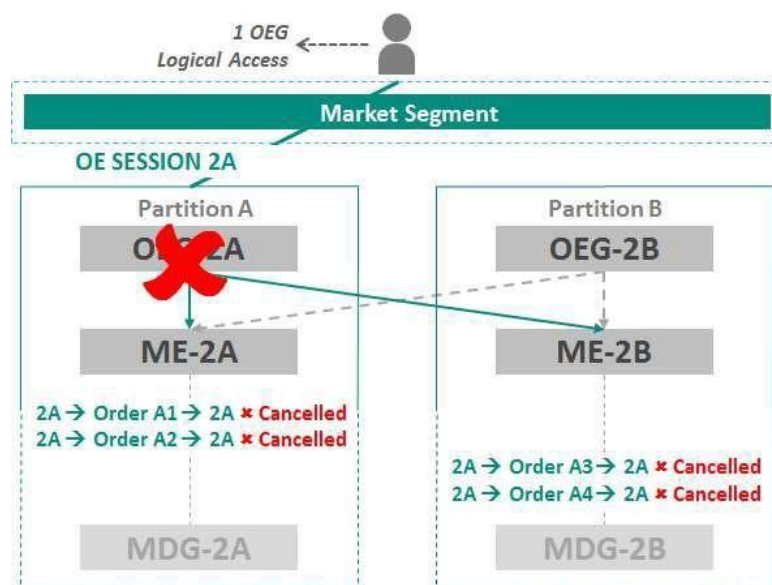 1 OEG
Logical Access
Market Segment
OE SESSION 2A
Partition A
2A
ME-2A
2A → Order A1 → 2A ✖ Cancelled
2A → Order A2 → 2A ✖ Cancelled
MDG-2A
Partition B
OEG-2B
ME-2B
2A → Order A3 → 2A ✖ Cancelled
2A → Order A4 → 2A ✖ Cancelled
MDG-2B